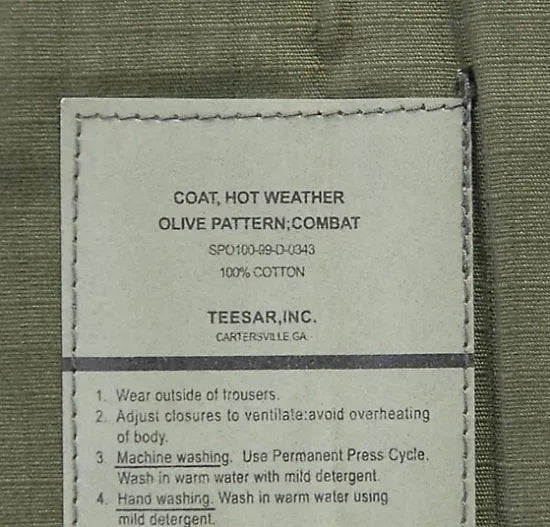 COAT, HOT WEATHER
OLIVE PATTERN;COMBAT
SPO100-99-D-0343
100% COTTON
TEESAR,INC.
CARTERSVILLE.GA.
1. Wear outside of trousers.
2. Adjust closures to ventilate:avoid overheating
of body.
3. Machine washing. Use Permanent Press Cycle.
Wash in warm water with mild detergent.
4. Hand washing. Wash in warm water using
mild detergent.